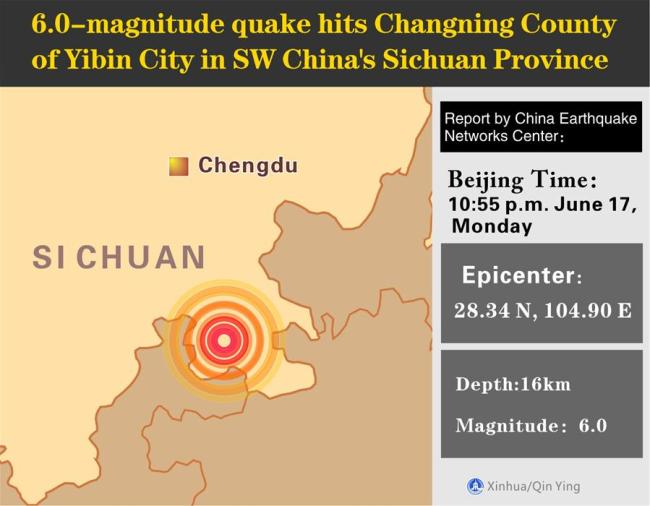 6.0-magnitude quake hits Changning County
of Yibin City in SW China's Sichuan Province
Chengdu
SICHUAN
Report by China Earthquake
Networks Center:
Beijing Time:
10:55 p.m. June 17,
Monday
Epicenter:
28.34 N, 104.90 E
Depth:16km
Magnitude: 6.0
Xinhua/Qin Ying